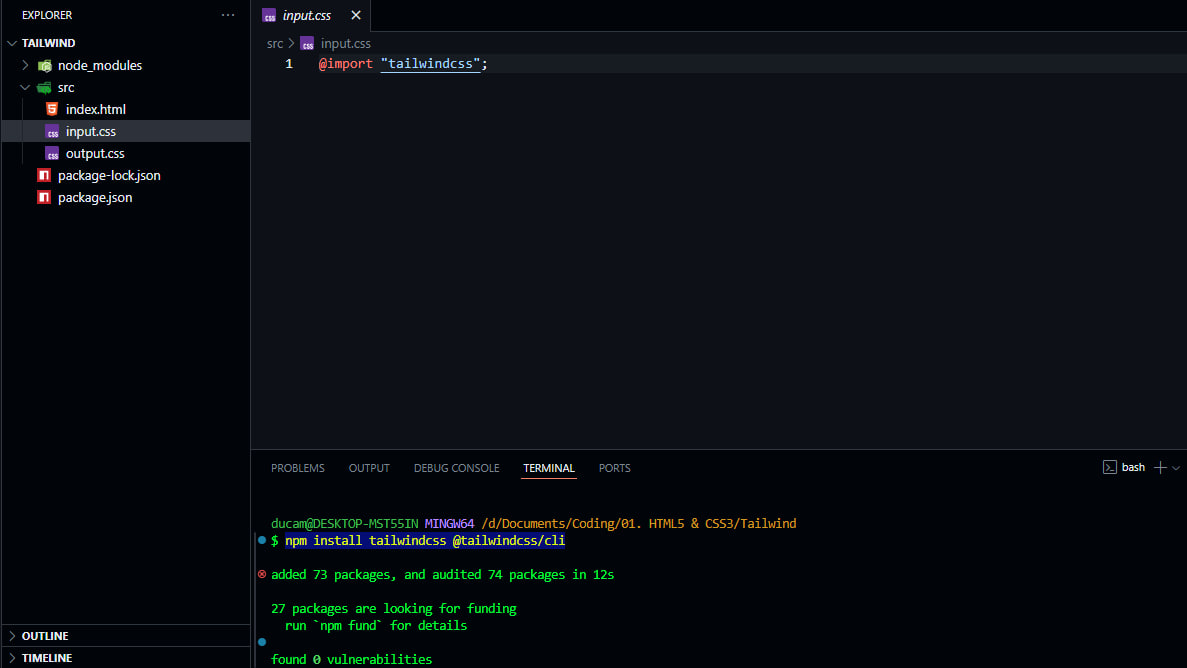 EXPLORER
TAILWIND
node_modules
src
index.html
input.css
output.css
package-lock.json
package.json
OUTLINE
TIMELINE
input.css
src > input.css
1 @import "tailwindcss";
PROBLEMS OUTPUT DEBUG CONSOLE TERMINAL PORTS
bash
ducam@DESKTOP-MST55IN MINGW64 /d/Documents/Coding/01. HTML5 & CSS3/Tailwind
$ npm install tailwindcss @tailwindcss/cli
added 73 packages, and audited 74 packages in 12s
27 packages are looking for funding
run `npm fund` for details
found 0 vulnerabilities